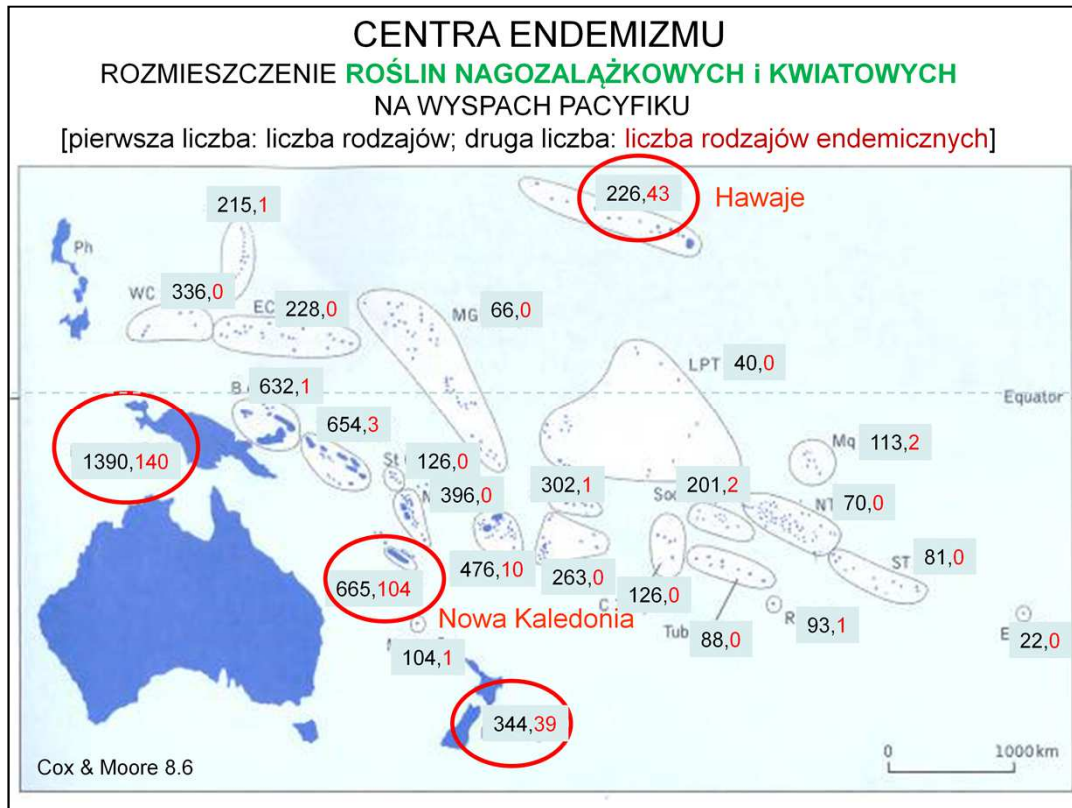 CENTRA ENDEMIZMU
ROZMIESZCZENIE ROŚLIN NAGOZALĄŻKOWYCH i KWIATOWYCH
NA WYSPACH PACYFIKU
[pierwsza liczba: liczba rodzajów; druga liczba: liczba rodzajów endemicznych]
226,43
Hawaje
215,1
Ph
WC
336,0
EC
228,0
MG
66,0
LPT
40,0
Equator
B
632,1
654,3
1390,140
St
126,0
396,0
302,1
201,2
Mq
113,2
NT
70,0
476,10
263,0
126,0
ST
81,0
665,104
Nowa Kaledonia
Tub
88,0
R
93,1
E
22,0
104,1
344,39
0
1000 km
Cox & Moore 8.6